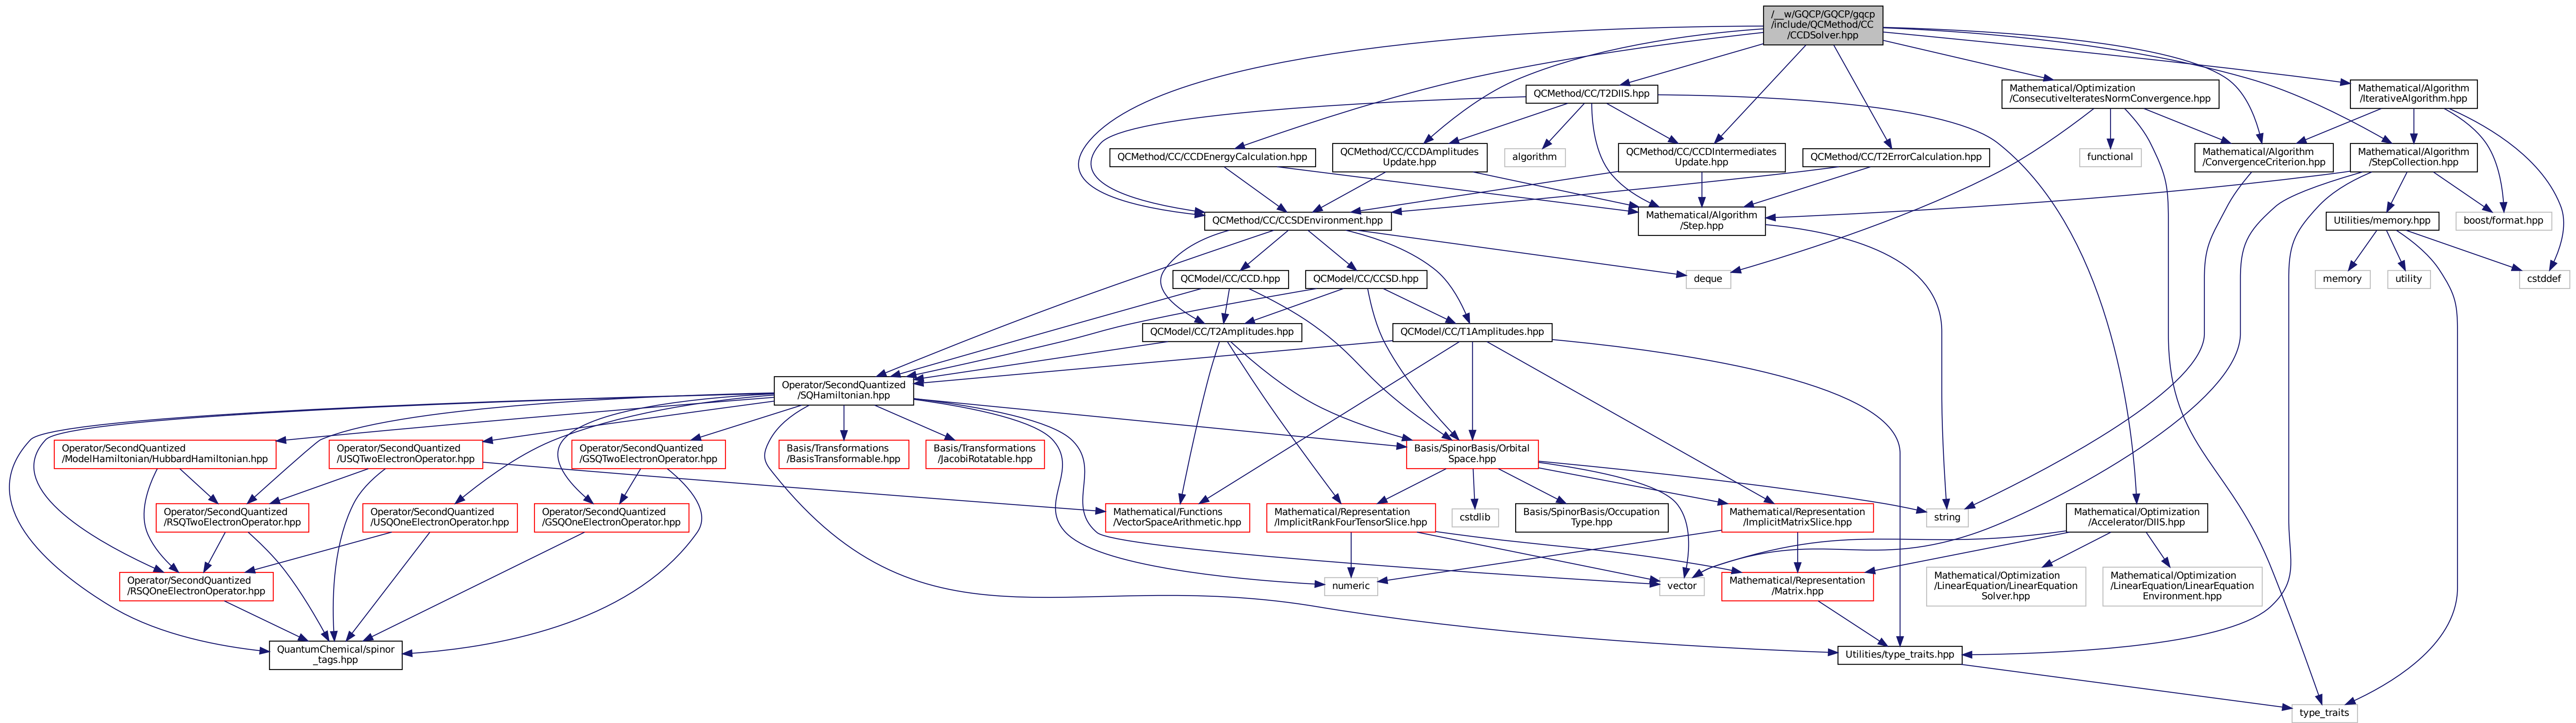 /__w/GQCP/GQCP/gqcp
/include/QCMethod/CC
/CCDSolver.hpp
QCMethod/CC/T2DIIS.hpp
Mathematical/Optimization
/ConsecutiveIteratesNormConvergence.hpp
Mathematical/Algorithm
/IterativeAlgorithm.hpp
QCMethod/CC/CCDEnergyCalculation.hpp
QCMethod/CC/CCDAmplitudes
Update.hpp
algorithm
QCMethod/CC/CCDIntermediates
Update.hpp
QCMethod/CC/T2ErrorCalculation.hpp
functional
Mathematical/Algorithm
/ConvergenceCriterion.hpp
Mathematical/Algorithm
/StepCollection.hpp
QCMethod/CC/CCSDEnvironment.hpp
Mathematical/Algorithm
/Step.hpp
Utilities/memory.hpp
boost/format.hpp
QCModel/CC/CCD.hpp
QCModel/CC/CCSD.hpp
deque
memory
utility
cstddef
QCModel/CC/T2Amplitudes.hpp
QCModel/CC/T1Amplitudes.hpp
Operator/SecondQuantized
/SQHamiltonian.hpp
Operator/SecondQuantized
/ModelHamiltonian/HubbardHamiltonian.hpp
Operator/SecondQuantized
/USQTwoElectronOperator.hpp
Operator/SecondQuantized
/GSQTwoElectronOperator.hpp
Basis/Transformations
/BasisTransformable.hpp
Basis/Transformations
/JacobiRotatable.hpp
Basis/SpinorBasis/Orbital
Space.hpp
Operator/SecondQuantized
/RSQTwoElectronOperator.hpp
Operator/SecondQuantized
/USQOneElectronOperator.hpp
Operator/SecondQuantized
/GSQOneElectronOperator.hpp
Mathematical/Functions
/VectorSpaceArithmetic.hpp
Mathematical/Representation
/ImplicitRankFourTensorSlice.hpp
cstdlib
Basis/SpinorBasis/Occupation
Type.hpp
Mathematical/Representation
/ImplicitMatrixSlice.hpp
string
Mathematical/Optimization
/Accelerator/DIIS.hpp
Operator/SecondQuantized
/RSQOneElectronOperator.hpp
numeric
vector
Mathematical/Representation
/Matrix.hpp
Mathematical/Optimization
/LinearEquation/LinearEquation
Solver.hpp
Mathematical/Optimization
/LinearEquation/LinearEquation
Environment.hpp
QuantumChemical/spinor
_tags.hpp
Utilities/type_traits.hpp
type_traits